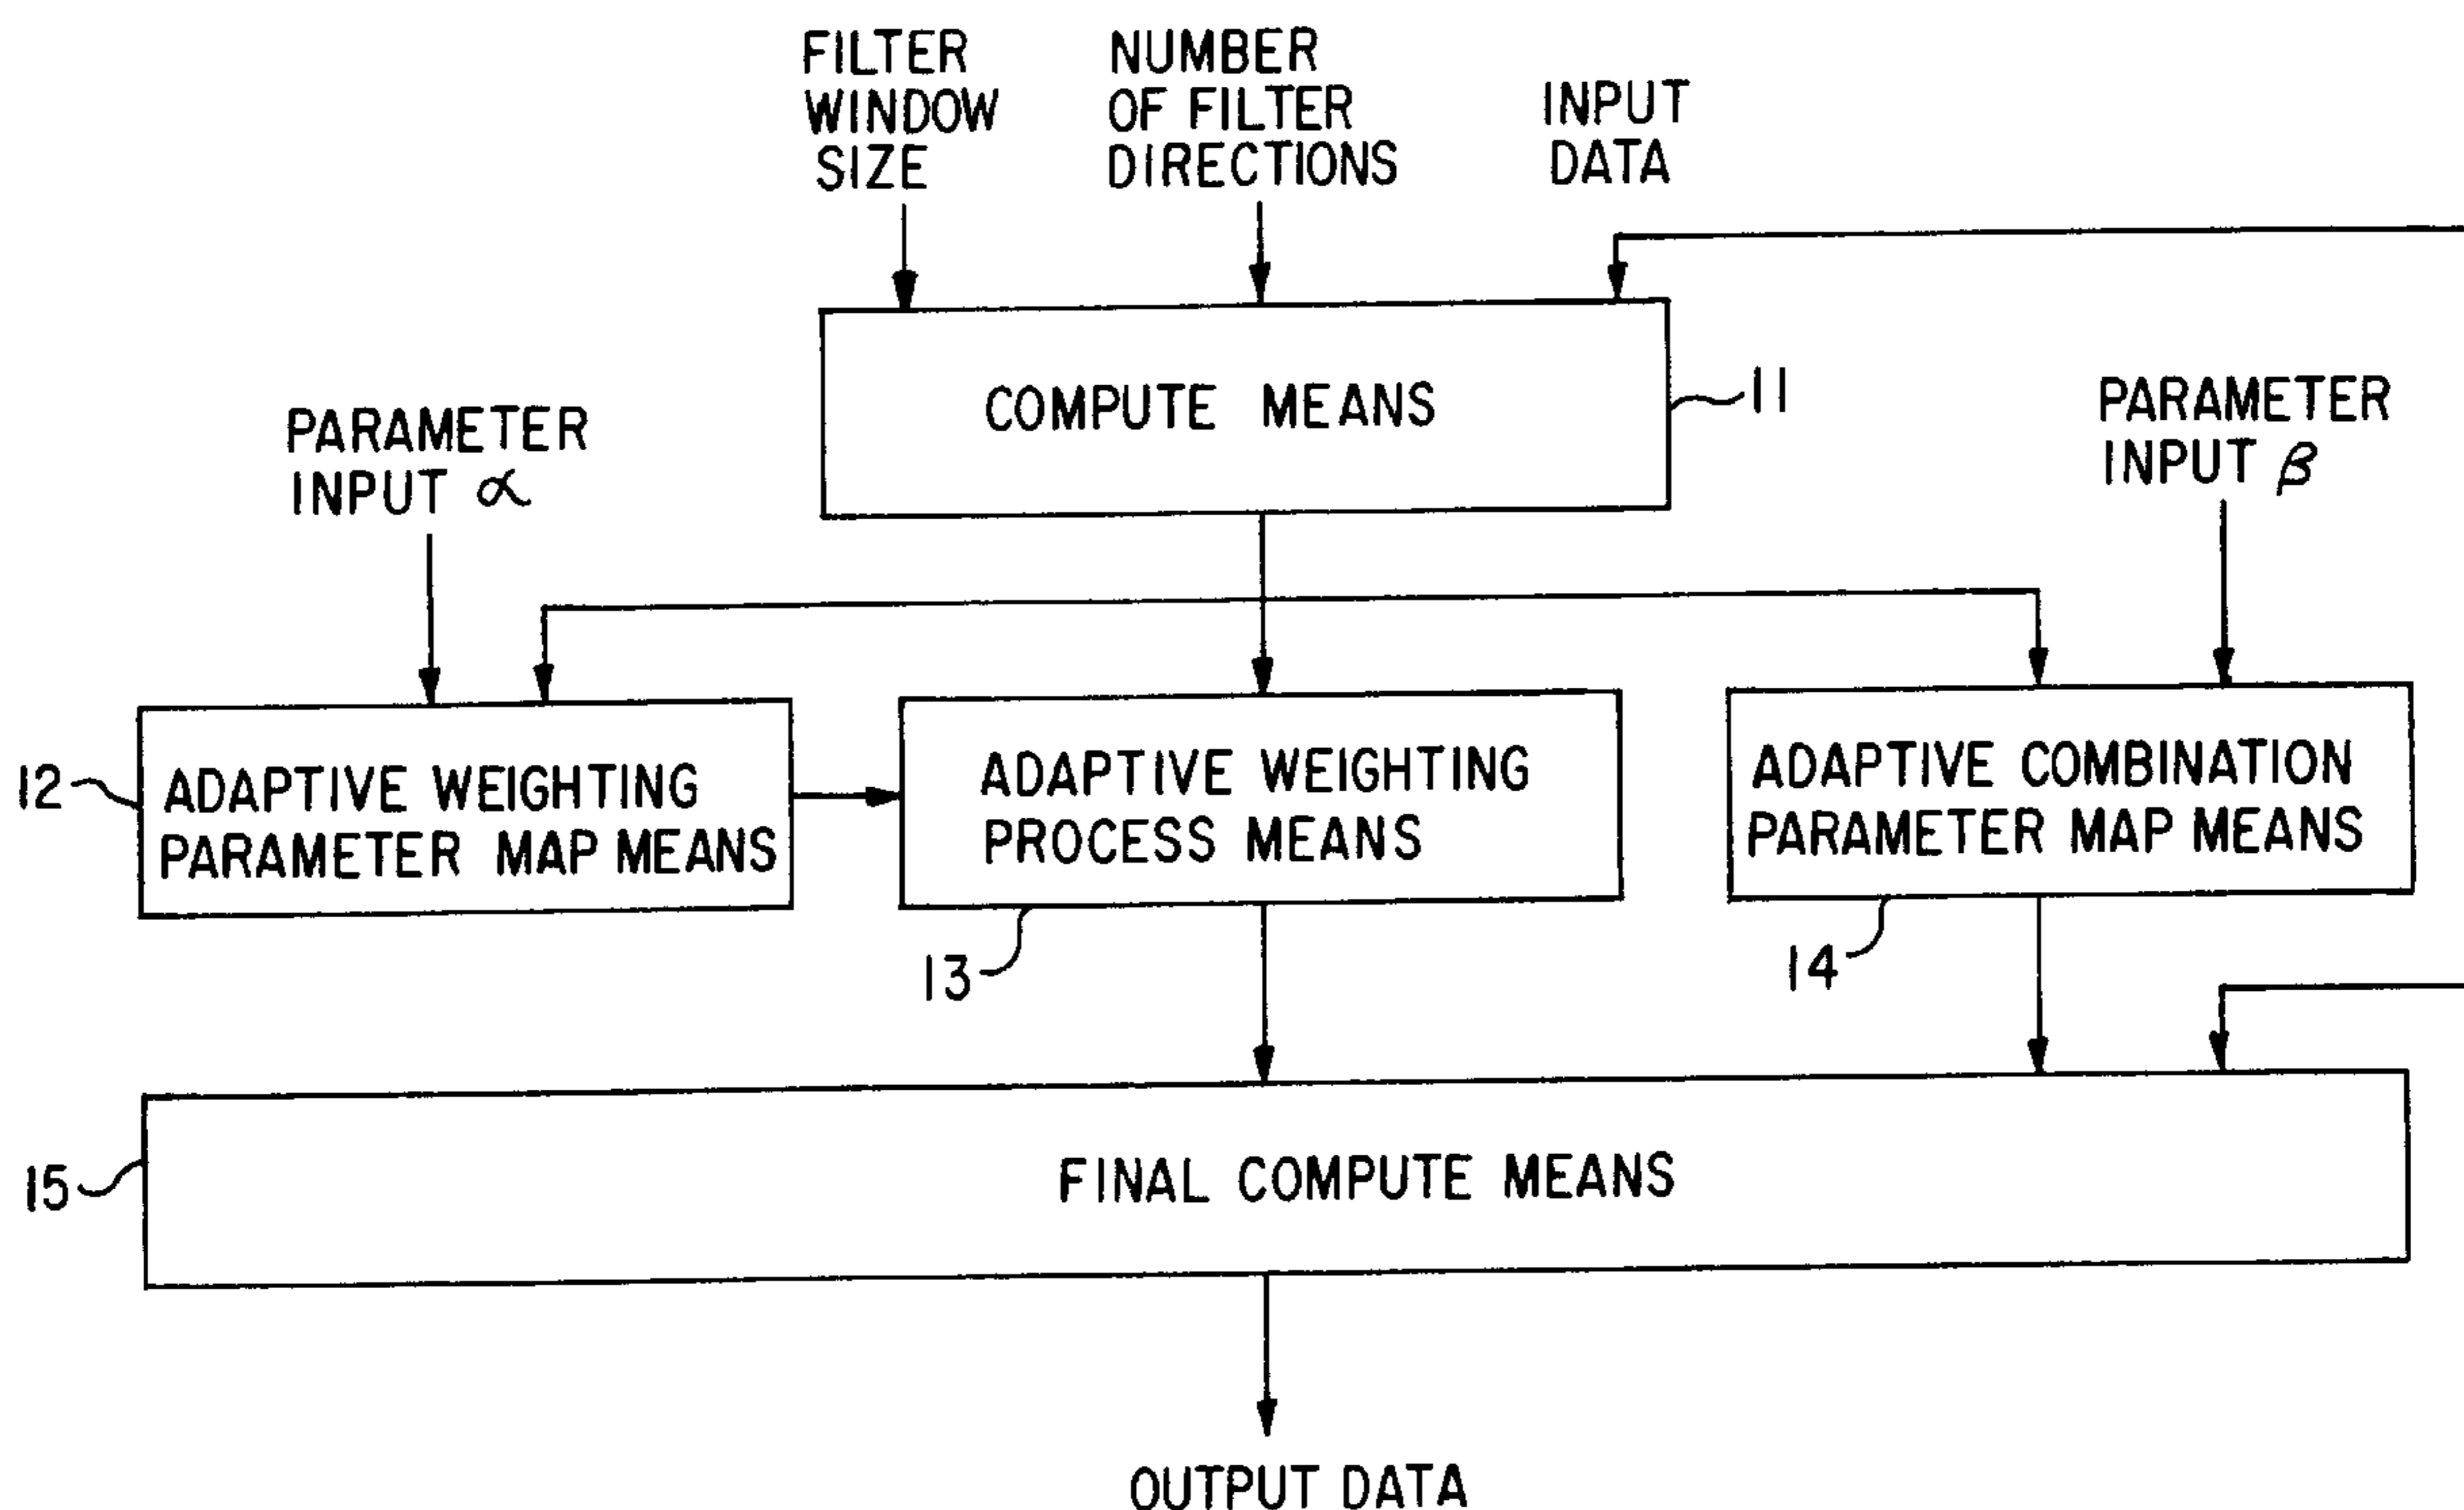 FILTER
WINDOW
SIZE
NUMBER
OF FILTER
DIRECTIONS
INPUT
DATA
COMPUTE MEANS
11
PARAMETER
INPUT α
PARAMETER
INPUT β
12
ADAPTIVE WEIGHTING
PARAMETER MAP MEANS
ADAPTIVE WEIGHTING
PROCESS MEANS
13
ADAPTIVE COMBINATION
PARAMETER MAP MEANS
14
15
FINAL COMPUTE MEANS
OUTPUT DATA